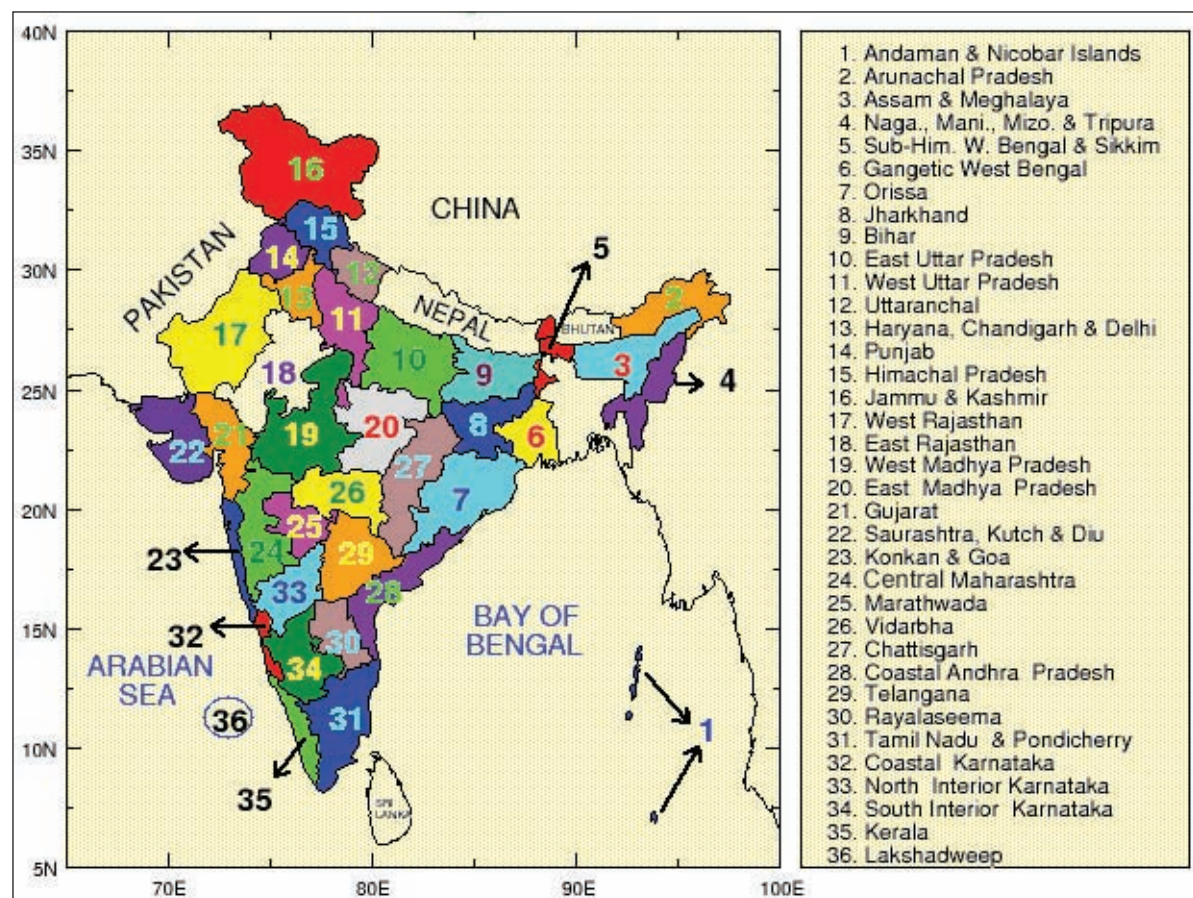 40N
35N
30N
25N
20N
15N
10N
5N
70E
80E
90E
100E
16
CHINA
15
5
14
PAKISTAN
12
13
NEPAL
BHUTAN
2
11
17
10
3
18
9
4
20
8
19
21
6
22
27
26
7
25
23
24
29
33
28
BAY OF
BENGAL
32
30
ARABIAN
SEA
34
36
31
1
35
SRI
LANKA
1. Andaman & Nicobar Islands
2. Arunachal Pradesh
3. Assam & Meghalaya
4. Naga., Mani., Mizo. & Tripura
5. Sub-Him. W. Bengal & Sikkim
6. Gangetic West Bengal
7. Orissa
8. Jharkhand
9. Bihar
10. East Uttar Pradesh
11. West Uttar Pradesh
12. Uttaranchal
13. Haryana, Chandigarh & Delhi
14. Punjab
15. Himachal Pradesh
16. Jammu & Kashmir
17. West Rajasthan
18. East Rajasthan
19. West Madhya Pradesh
20. East Madhya Pradesh
21. Gujarat
22. Saurashtra, Kutch & Diu
23. Konkan & Goa
24. Central Maharashtra
25. Marathwada
26. Vidarbha
27. Chattisgarh
28. Coastal Andhra Pradesh
29. Telangana
30. Rayalaseema
31. Tamil Nadu & Pondicherry
32. Coastal Karnataka
33. North Interior Karnataka
34. South Interior Karnataka
35. Kerala
36. Lakshadweep